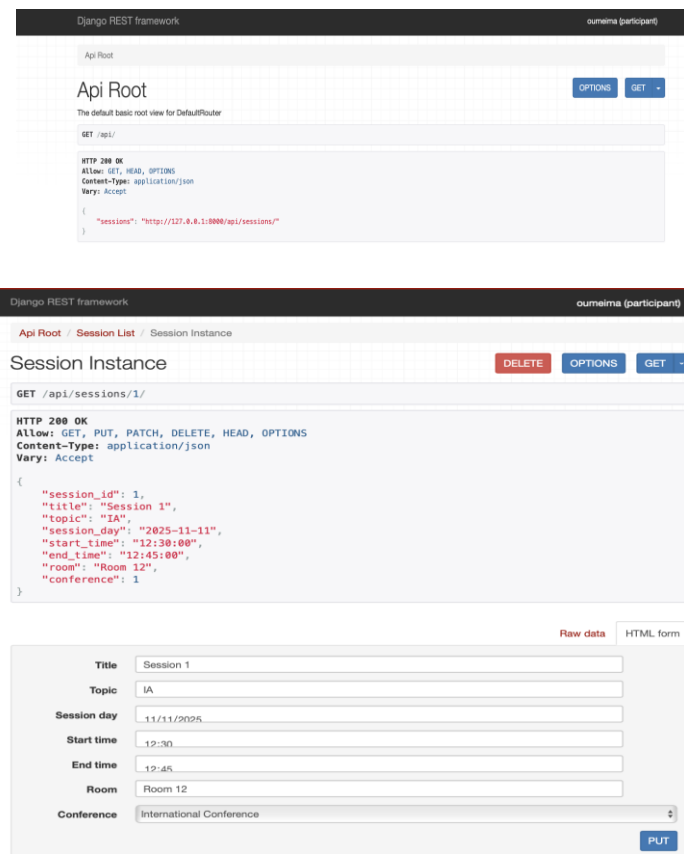 Django REST framework oumeima (participant)
Api Root
Api Root OPTIONS GET
The default basic root view for DefaultRouter
GET /api/
HTTP 200 OK
Allow: GET, HEAD, OPTIONS
Content-Type: application/json
Vary: Accept
{
"sessions": "http://127.0.0.1:8000/api/sessions/"
}
Django REST framework oumeima (participant)
Api Root / Session List / Session Instance
Session Instance DELETE OPTIONS GET
GET /api/sessions/1/
HTTP 200 OK
Allow: GET, PUT, PATCH, DELETE, HEAD, OPTIONS
Content-Type: application/json
Vary: Accept
{
"session_id": 1,
"title": "Session 1",
"topic": "IA",
"session_day": "2025-11-11",
"start_time": "12:30:00",
"end_time": "12:45:00",
"room": "Room 12",
"conference": 1
}
Raw data HTML form
Title Session 1
Topic IA
Session day 11/11/2025
Start time 12:30
End time 12:45
Room Room 12
Conference International Conference
PUT